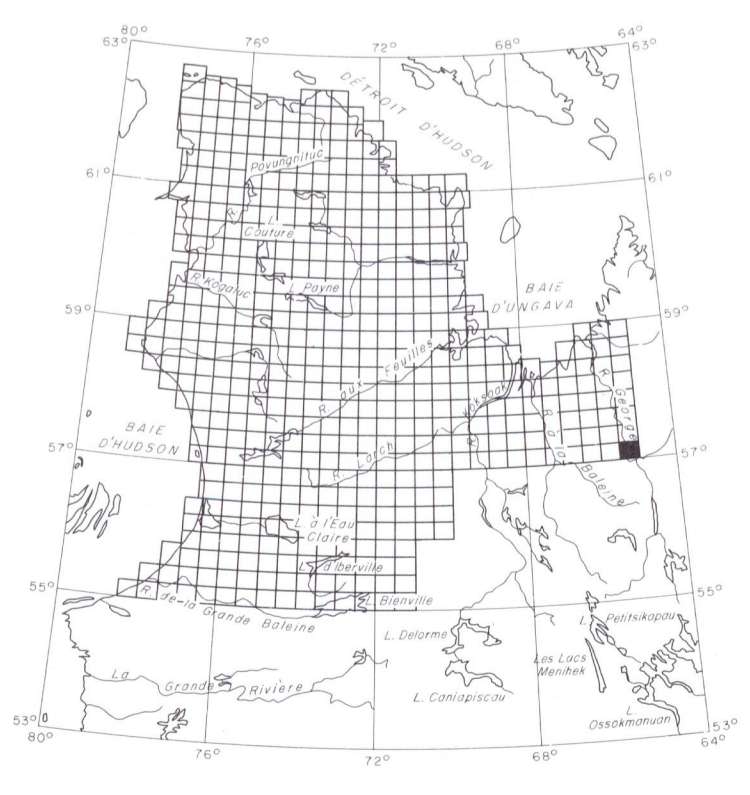 80° 76° 72° 68° 64°
63° 63°
DÉTROIT D'HUDSON
Povungnituc
61° 61°
R.
L.
Couture
R. Kogaluc
L. Payne
BAIE
D'UNGAVA
59° 59°
R. aux Feuilles
R. George
Koksoak
R.
R. à la Baleine
BAIE
D'HUDSON
57° 57°
R. Larch
L. à l'Eau
Claire
L. d'Iberville
55° 55°
R. de-la Grande Baleine
L. Bienville
L. Petitsikapau
L. Delorme
Les Lacs
Menihek
La Grande Rivière
L. Caniapiscau
L.
Ossokmanuan
53° 53°
80° 76° 72° 68° 64°